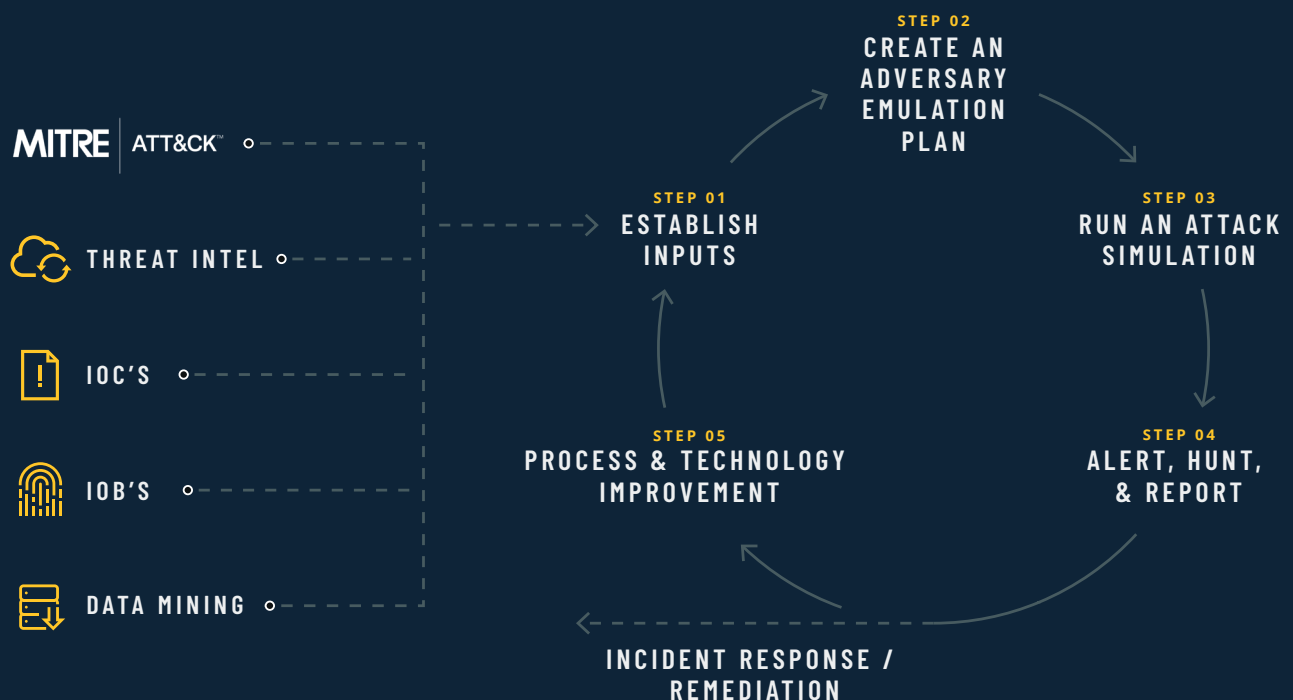 MITRE ATT&CK™
THREAT INTEL
IOC'S
IOB'S
DATA MINING
STEP 01
ESTABLISH
INPUTS
STEP 02
CREATE AN
ADVERSARY
EMULATION
PLAN
STEP 03
RUN AN ATTACK
SIMULATION
STEP 04
ALERT, HUNT,
& REPORT
STEP 05
PROCESS & TECHNOLOGY
IMPROVEMENT
INCIDENT RESPONSE /
REMEDIATION